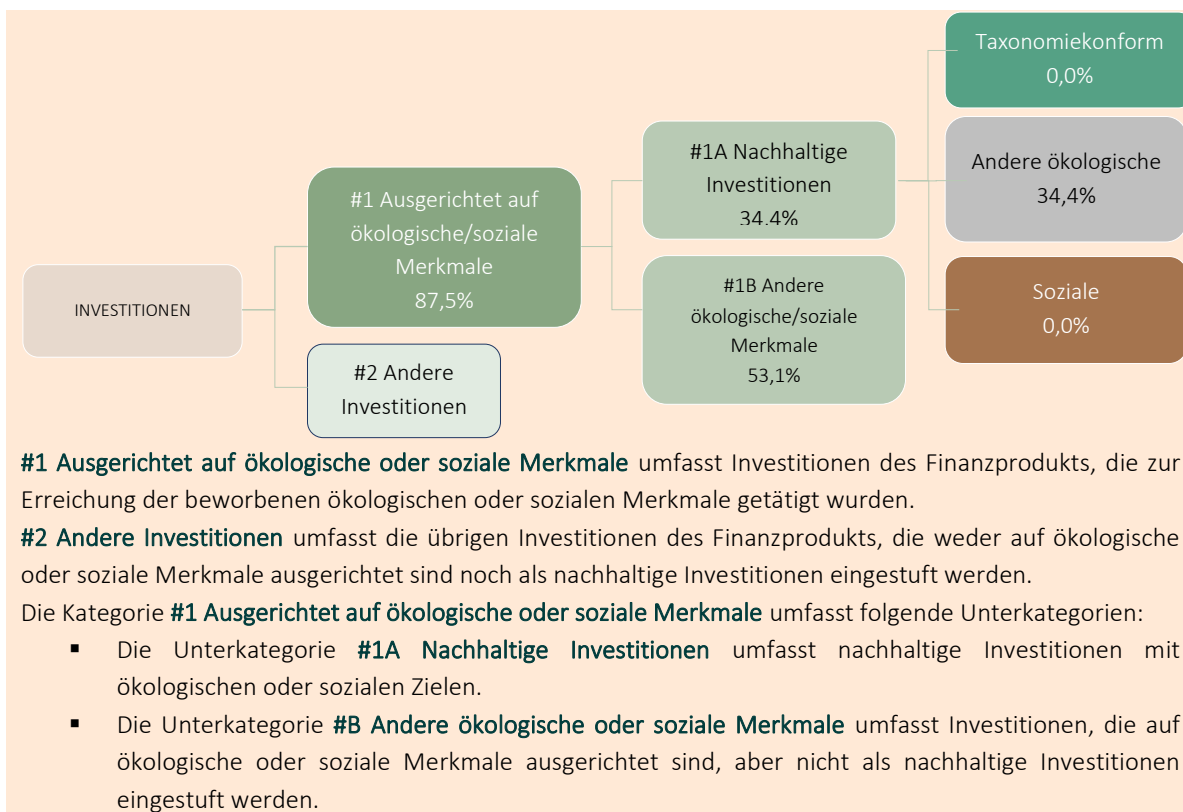 Taxonomiekonform
0,0%
#1A Nachhaltige
Investitionen
34,4%
Andere ökologische
34,4%
#1 Ausgerichtet auf
ökologische/soziale
Merkmale
87,5%
INVESTITIONEN
#1B Andere
ökologische/soziale
Merkmale
53,1%
Soziale
0,0%
#2 Andere
Investitionen
#1 Ausgerichtet auf ökologische oder soziale Merkmale umfasst Investitionen des Finanzprodukts, die zur
Erreichung der beworbenen ökologischen oder sozialen Merkmale getätigt wurden.
#2 Andere Investitionen umfasst die übrigen Investitionen des Finanzprodukts, die weder auf ökologische
oder soziale Merkmale ausgerichtet sind noch als nachhaltige Investitionen eingestuft werden.
Die Kategorie #1 Ausgerichtet auf ökologische oder soziale Merkmale umfasst folgende Unterkategorien:
▪ Die Unterkategorie #1A Nachhaltige Investitionen umfasst nachhaltige Investitionen mit
ökologischen oder sozialen Zielen.
▪ Die Unterkategorie #B Andere ökologische oder soziale Merkmale umfasst Investitionen, die auf
ökologische oder soziale Merkmale ausgerichtet sind, aber nicht als nachhaltige Investitionen
eingestuft werden.